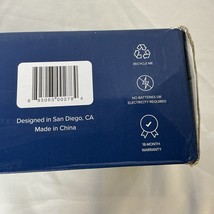 RECYCLE ME
NO BATTERIES OR
ELECTRICITY REQUIRED
Designed in San Diego, CA
Made in China
18-MONTH
WARRANTY